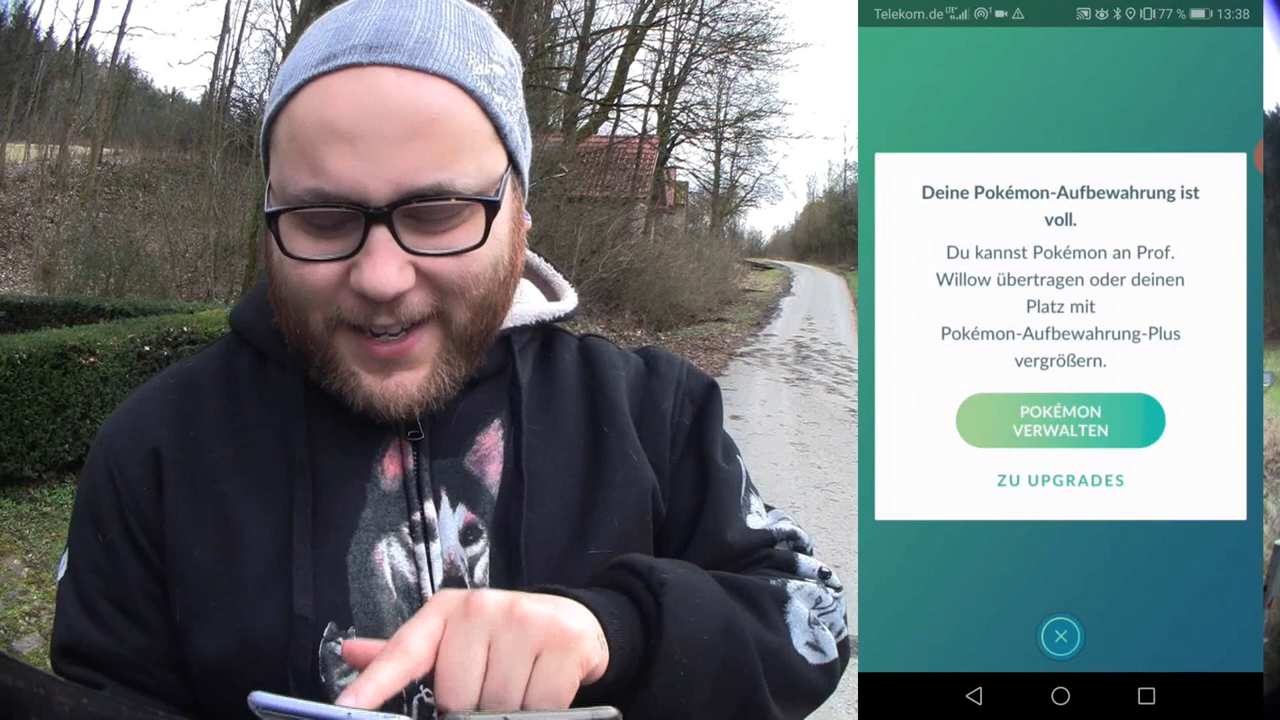 Telekom.de 77 % 13:38
Deine Pokémon-Aufbewahrung ist
voll.
Du kannst Pokémon an Prof.
Willow übertragen oder deinen
Platz mit
Pokémon-Aufbewahrung-Plus
vergrößern.
POKÉMON
VERWALTEN
ZU UPGRADES